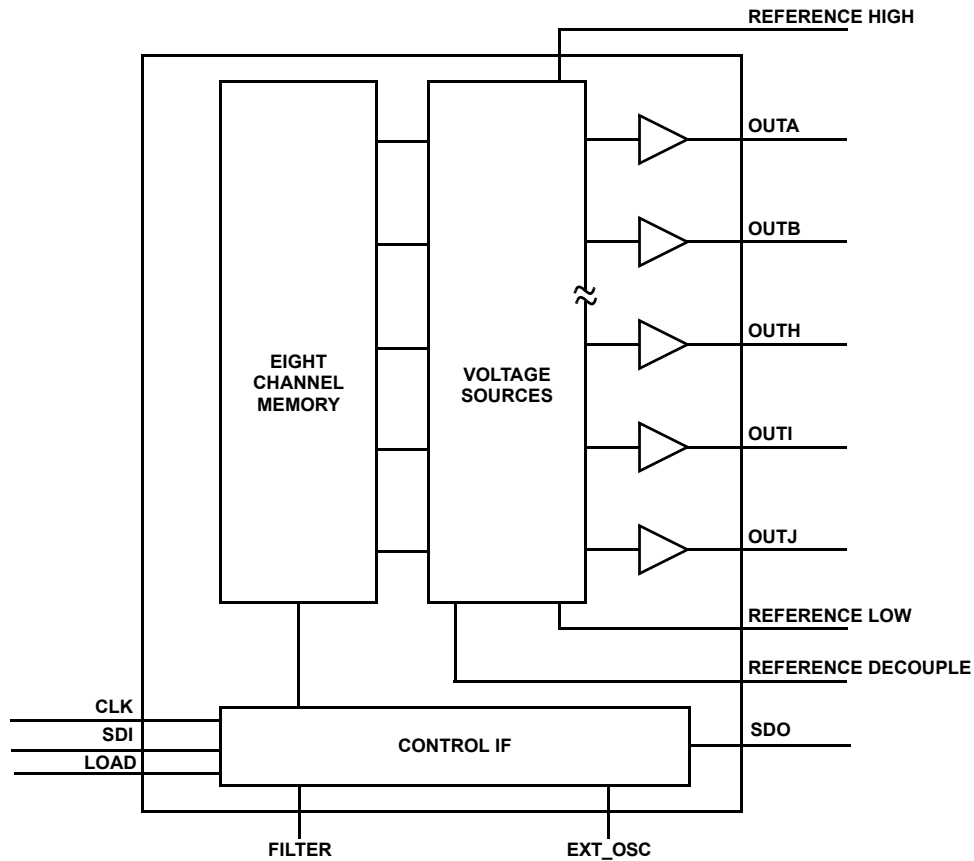 REFERENCE HIGH
OUTA
OUTB
OUTH
EIGHT
CHANNEL
MEMORY
VOLTAGE
SOURCES
OUTI
OUTJ
REFERENCE LOW
REFERENCE DECOUPLE
CLK
SDI
LOAD
CONTROL IF
SDO
FILTER
EXT_OSC